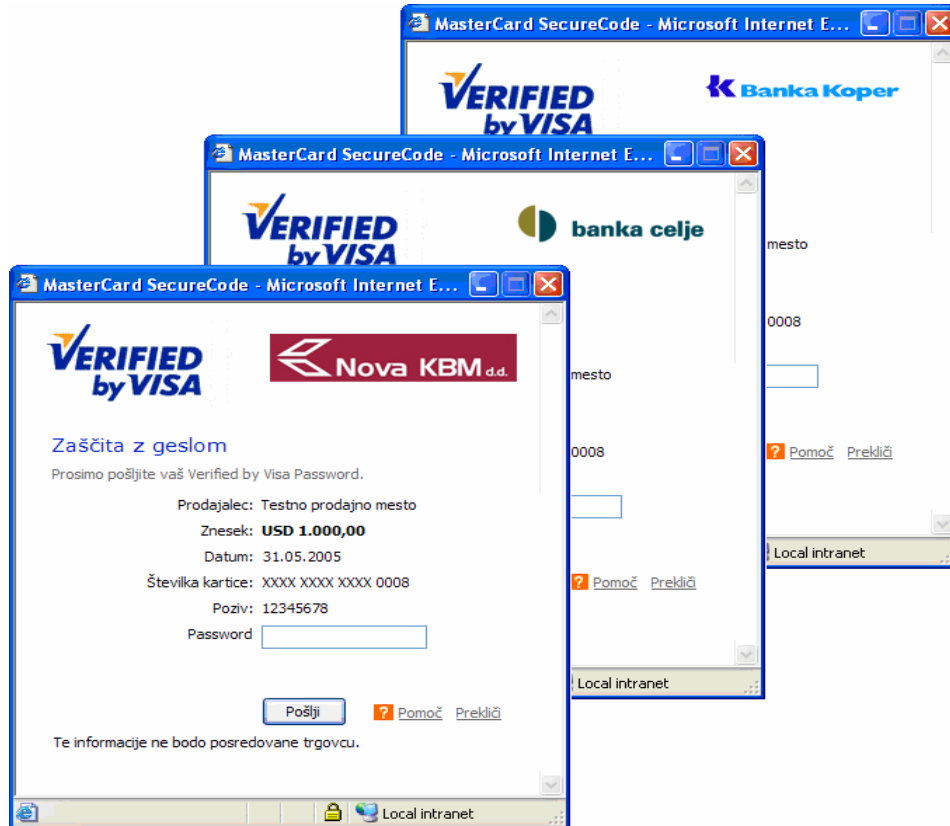 MasterCard SecureCode - Microsoft Internet E...
VERIFIED
by VISA
Banka Koper
mesto
0008
? Pomoč Prekliči
Local intranet
MasterCard SecureCode - Microsoft Internet E...
VERIFIED
by VISA
banka celje
mesto
0008
? Pomoč Prekliči
Local intranet
MasterCard SecureCode - Microsoft Internet E...
VERIFIED
by VISA
Nova KBM d.d.
Zaščita z geslom
Prosimo pošljite vaš Verified by Visa Password.
Prodajalec: Testno prodajno mesto
Znesek: USD 1.000,00
Datum: 31.05.2005
Številka kartice: XXXX XXXX XXXX 0008
Poziv: 12345678
Password
Pošlji ? Pomoč Prekliči
Te informacije ne bodo posredovane trgovcu.
Local intranet